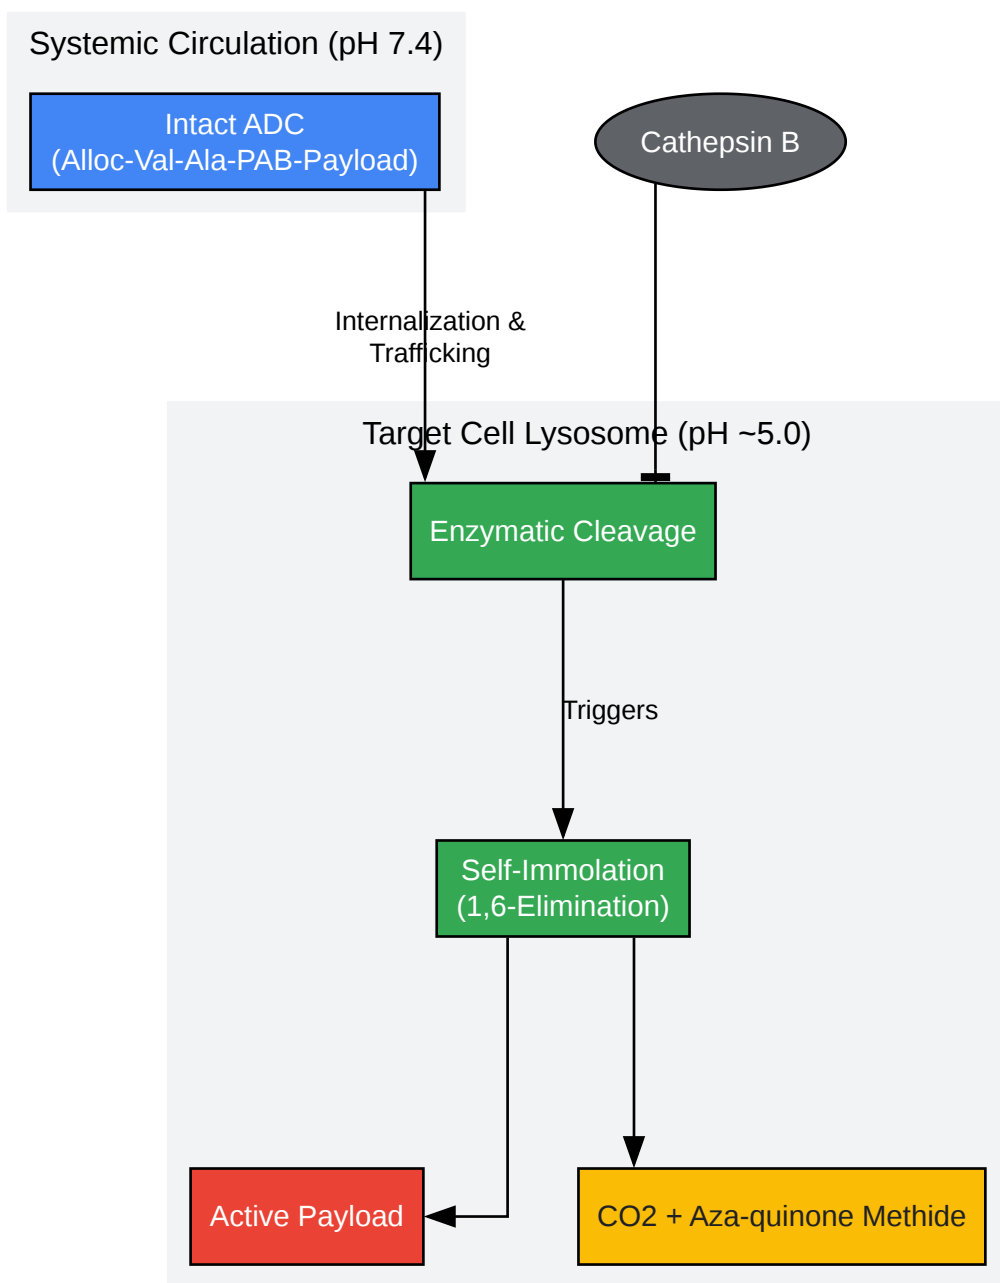 Systemic Circulation (pH 7.4)
Intact ADC
(Alloc-Val-Ala-PAB-Payload)
Cathepsin B
Internalization &
Trafficking
Target Cell Lysosome (pH ~5.0)
Enzymatic Cleavage
Triggers
Self-Immolation
(1,6-Elimination)
Active Payload
CO2 + Aza-quinone Methide